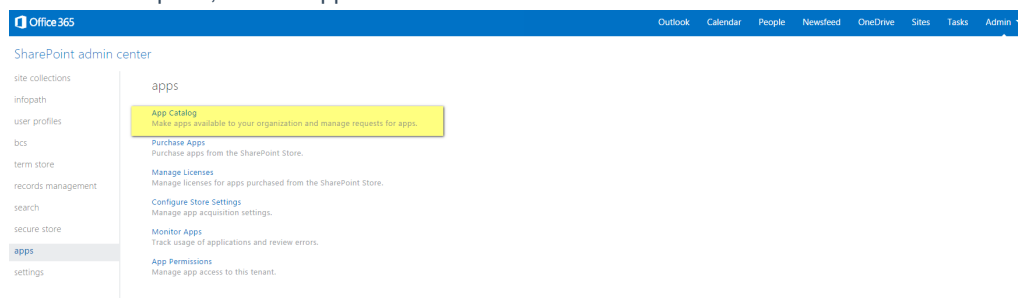 Office 365 Outlook Calendar People Newsfeed OneDrive Sites Tasks Admin
SharePoint admin center
site collections
infopath
user profiles
bcs
term store
records management
search
secure store
apps
settings
apps
App Catalog
Make apps available to your organization and manage requests for apps.
Purchase Apps
Purchase apps from the SharePoint Store.
Manage Licenses
Manage licenses for apps purchased from the SharePoint Store.
Configure Store Settings
Manage app acquisition settings.
Monitor Apps
Track usage of applications and review errors.
App Permissions
Manage app access to this tenant.